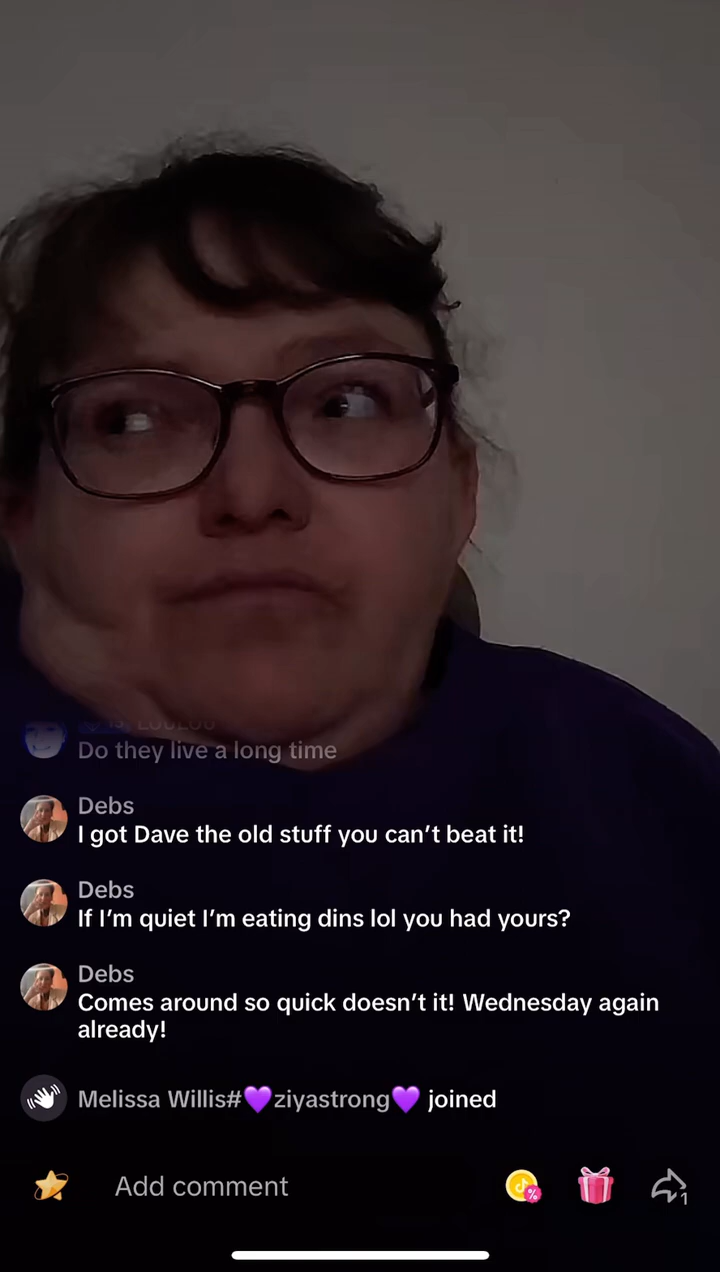 Do they live a long time
Debs
I got Dave the old stuff you can’t beat it!
Debs
If I’m quiet I’m eating dins lol you had yours?
Debs
Comes around so quick doesn’t it! Wednesday again
already!
Melissa Willis#💜ziyastrong💜 joined
Add comment
1